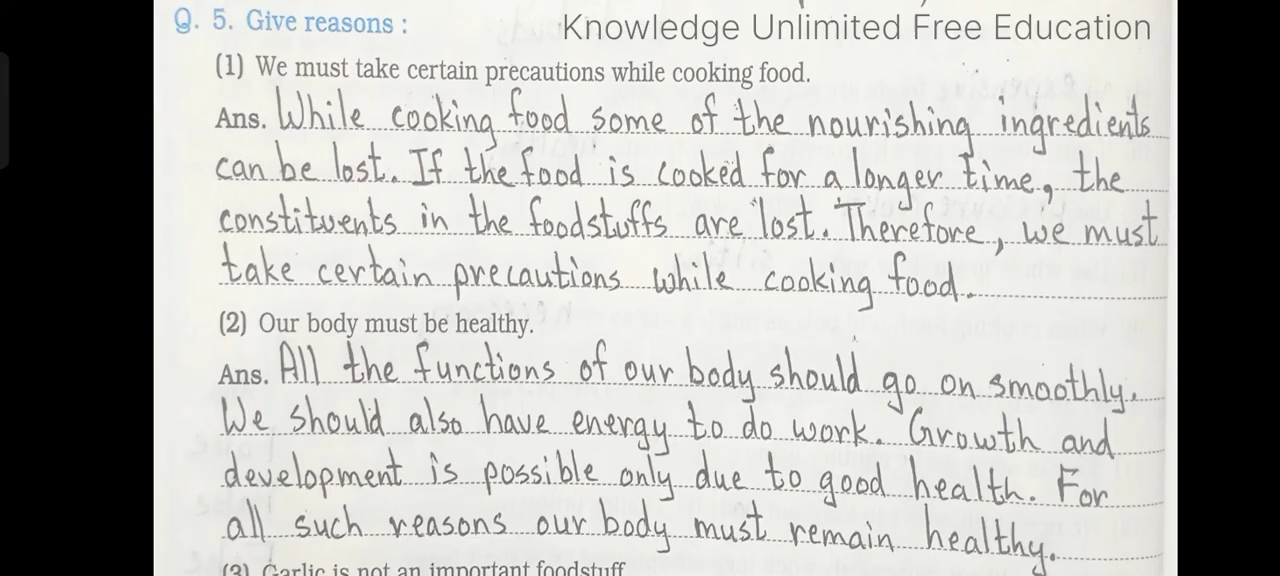 Q. 5. Give reasons :
Knowledge Unlimited Free Education
(1) We must take certain precautions while cooking food.
Ans. While cooking food some of the nourishing ingredients
can be lost. If the food is cooked for a longer time, the
constituents in the foodstuffs are lost. Therefore, we must
take certain precautions while cooking food.
(2) Our body must be healthy.
Ans. All the functions of our body should go on smoothly.
We should also have energy to do work. Growth and
development is possible only due to good health. For
all such reasons our body must remain healthy.
(3) Garlic is not an important foodstuff